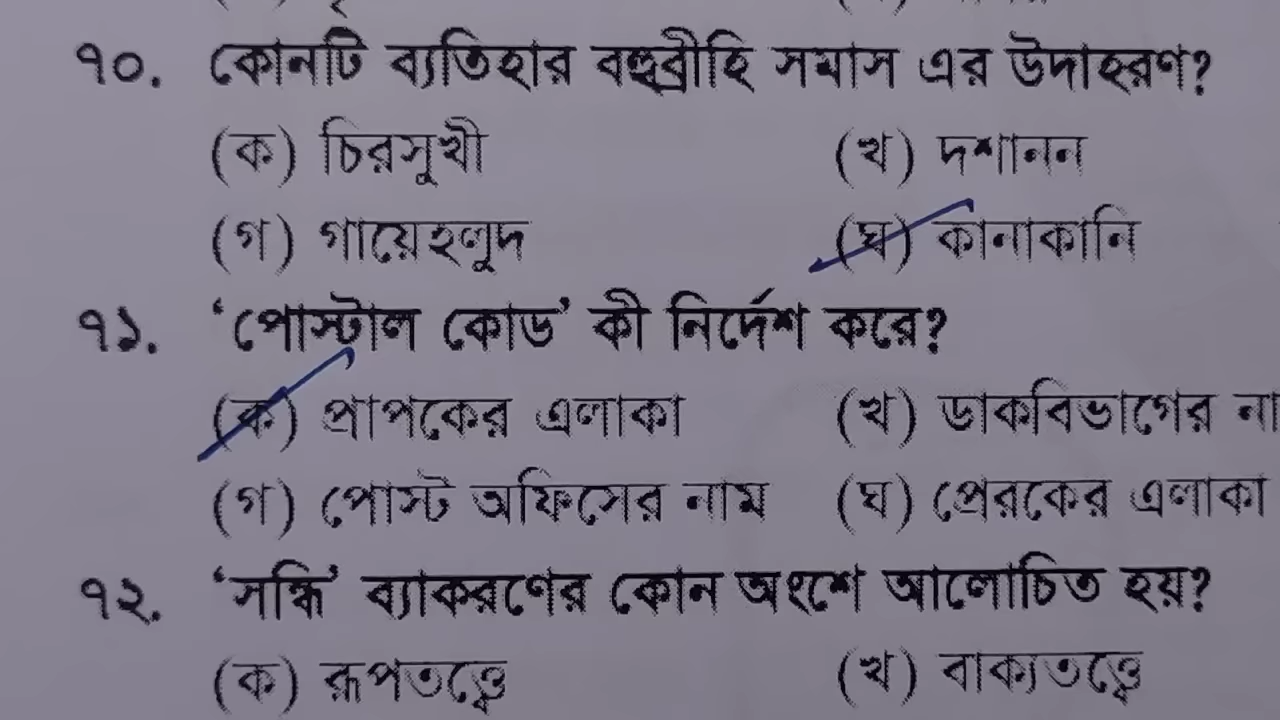 ৭০. কোনটি ব্যতিহার বহুব্রীহি সমাস এর উদাহরণ?
(ক) চিরসুখী (খ) দশানন
(গ) গায়েহলুদ (ঘ) কানাকানি
৭১. ‘পোস্টাল কোড’ কী নির্দেশ করে?
(ক) প্রাপকের এলাকা (খ) ডাকবিভাগের না
(গ) পোস্ট অফিসের নাম (ঘ) প্রেরকের এলাকা
৭২. ‘সন্ধি’ ব্যাকরণের কোন অংশে আলোচিত হয়?
(ক) রূপতত্ত্বে (খ) বাক্যতত্ত্বে